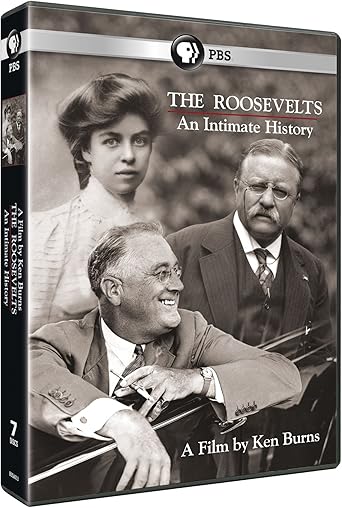 PBS
THE ROOSEVELTS
An Intimate History
A Film by Ken Burns
PBS
A Film by Ken Burns
THE ROOSEVELTS
An Intimate History
7
DISCS